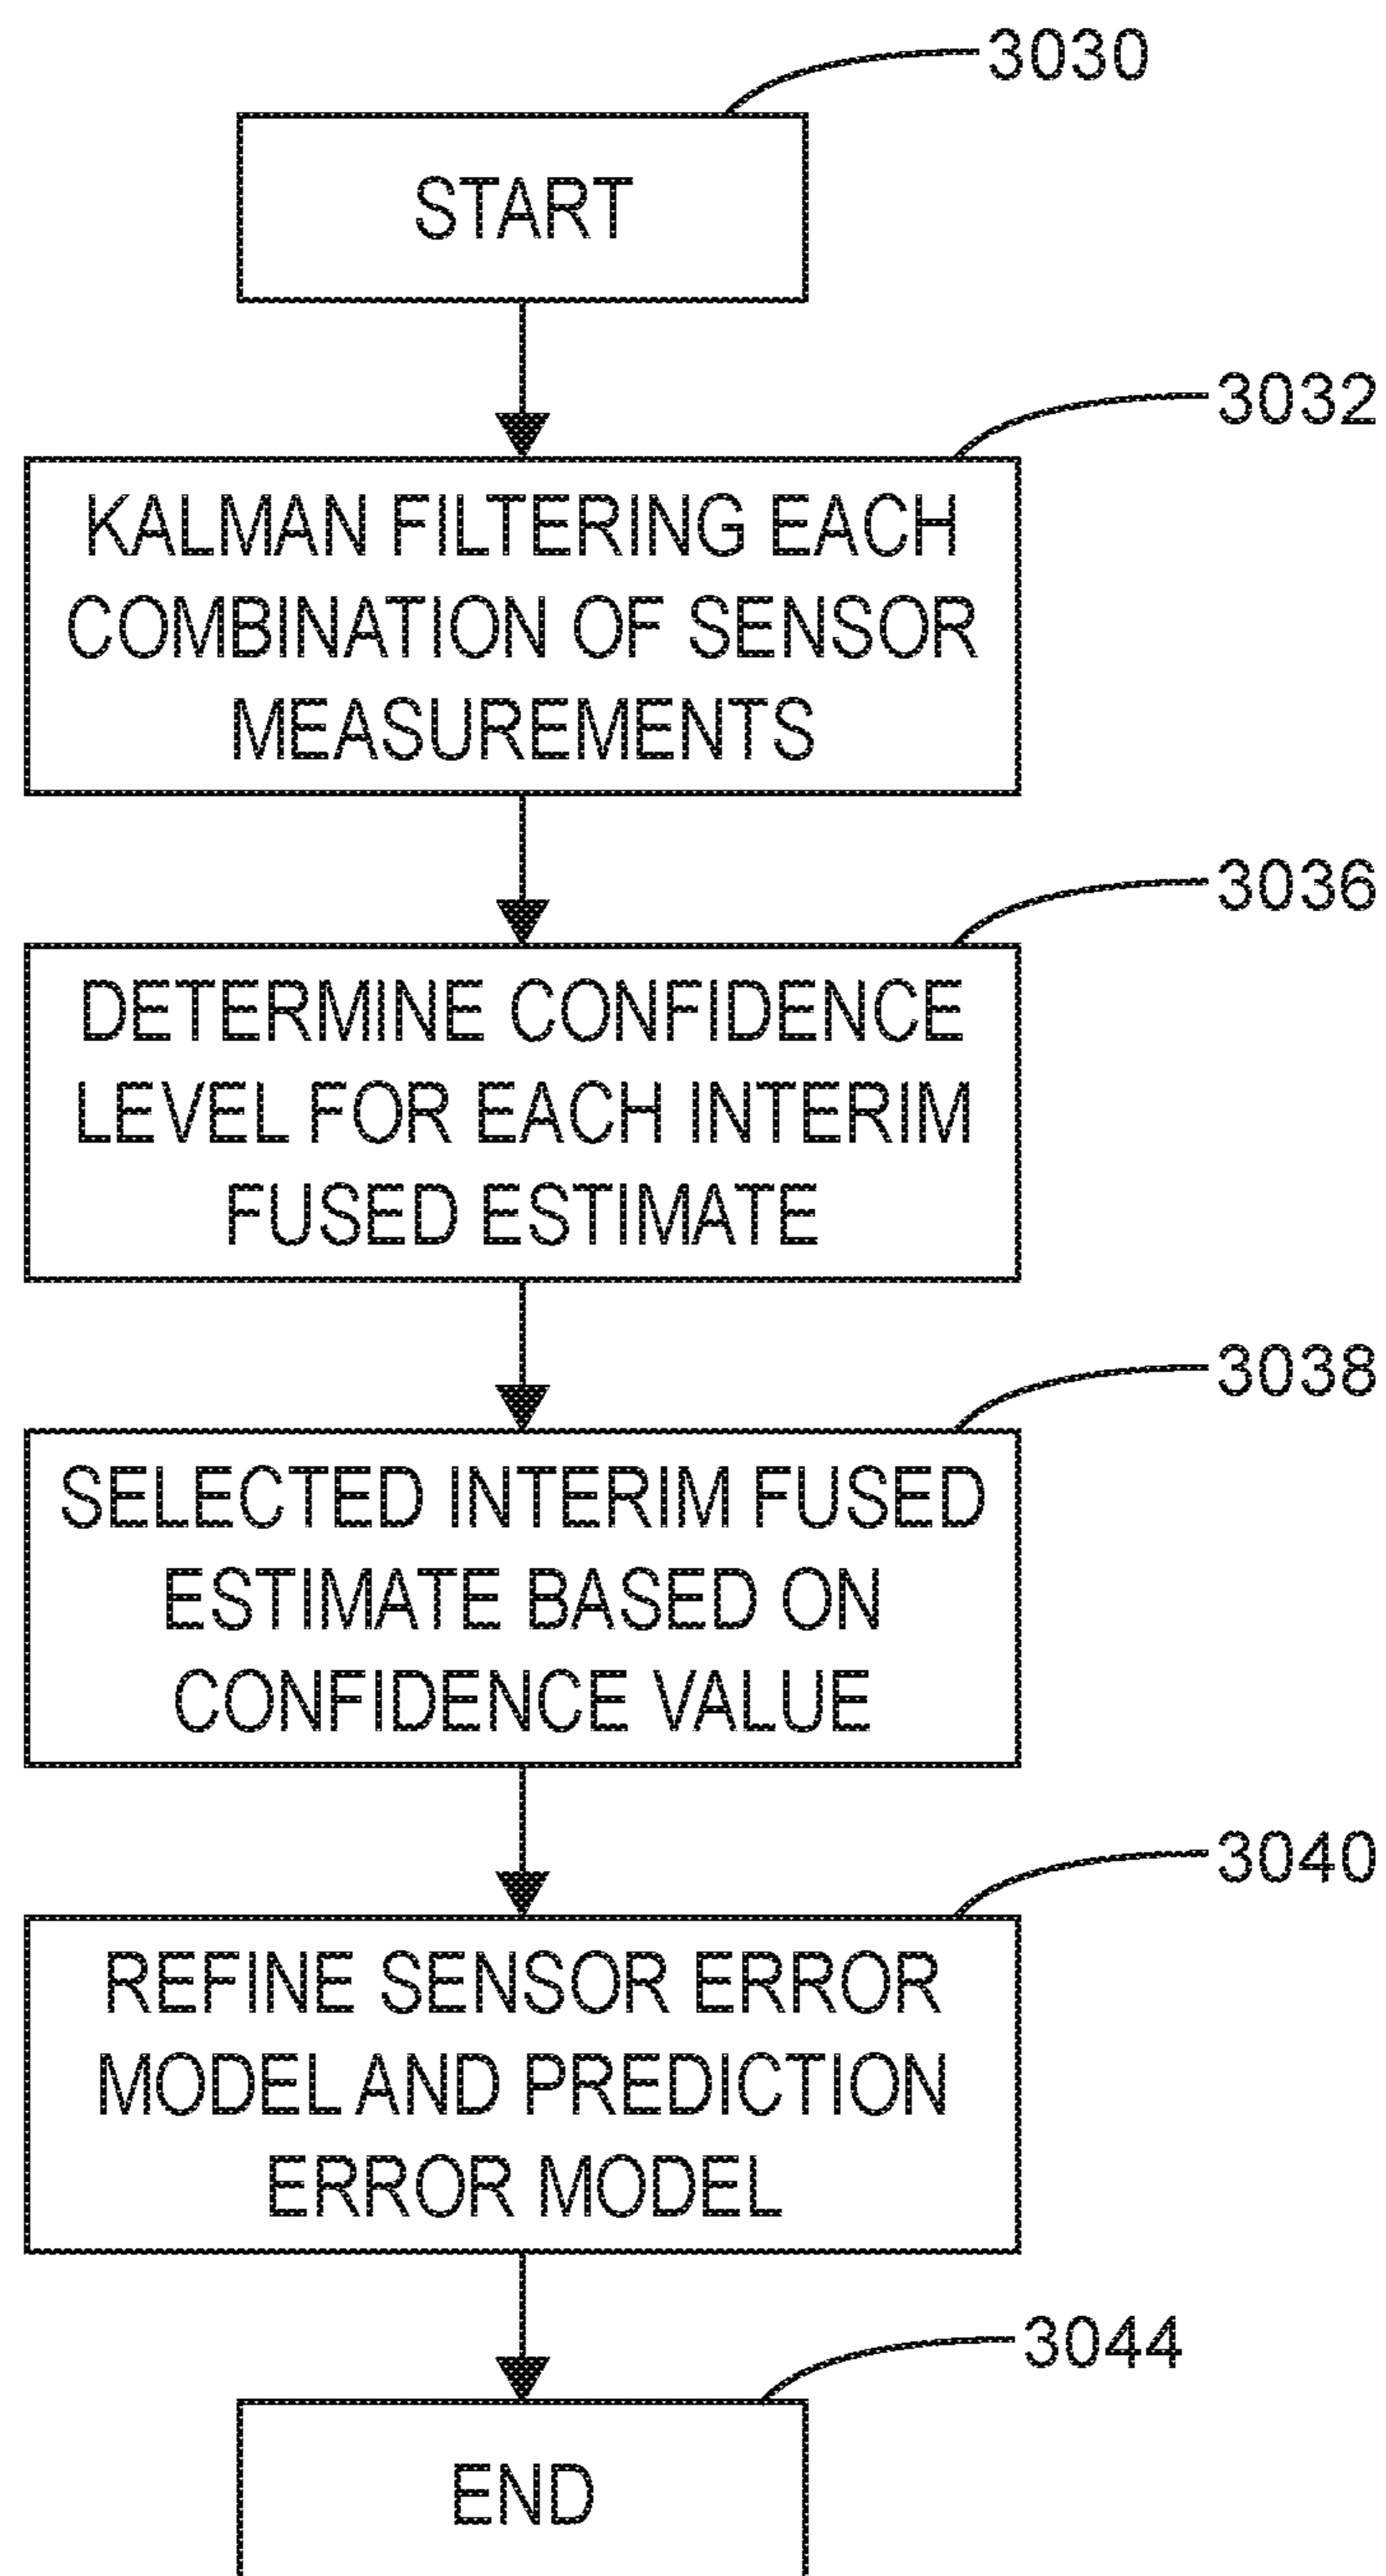 3030
START
3032
KALMAN FILTERING EACH
COMBINATION OF SENSOR
MEASUREMENTS
3036
DETERMINE CONFIDENCE
LEVEL FOR EACH INTERIM
FUSED ESTIMATE
3038
SELECTED INTERIM FUSED
ESTIMATE BASED ON
CONFIDENCE VALUE
3040
REFINE SENSOR ERROR
MODEL AND PREDICTION
ERROR MODEL
3044
END